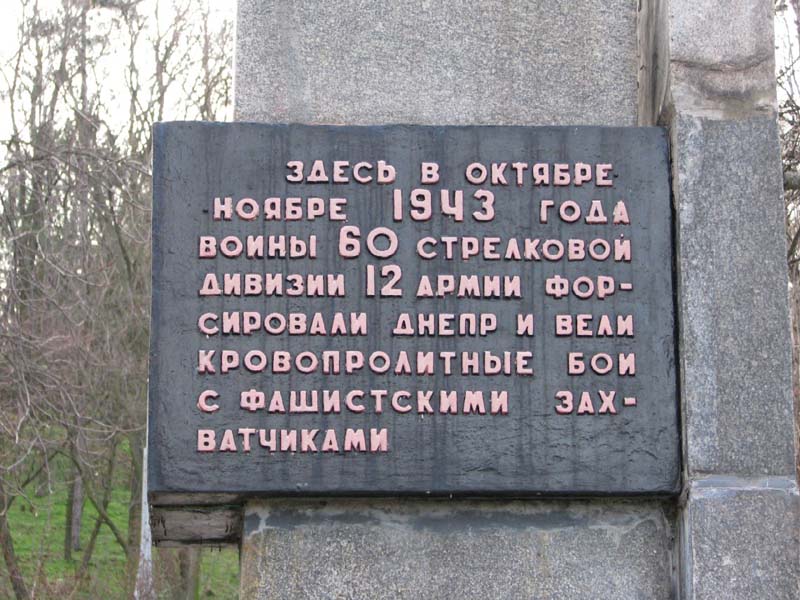 ЗДЕСЬ В ОКТЯБРЕ
-НОЯБРЕ 1943 ГОДА
ВОИНЫ 60 СТРЕЛКОВОЙ
ДИВИЗИИ 12 АРМИИ ФОР-
СИРОВАЛИ ДНЕПР И ВЕЛИ
КРОВОПРОЛИТНЫЕ БОИ
С ФАШИСТСКИМИ ЗАХ-
ВАТЧИКАМИ